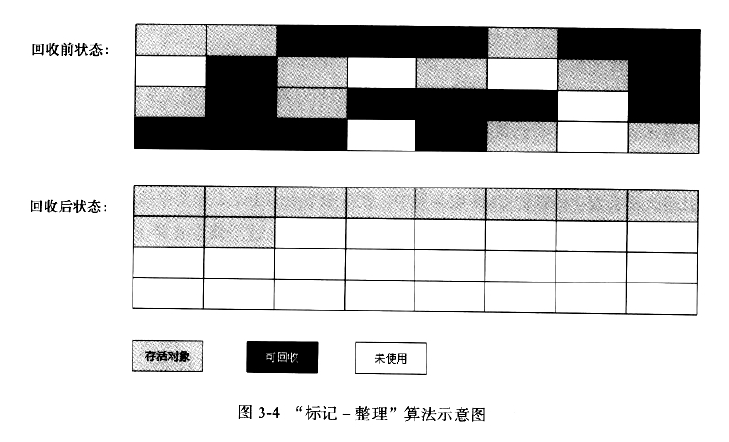 回收前状态:
回收后状态:
存活对象
可回收
未使用
图 3-4 “标记－整理”算法示意图